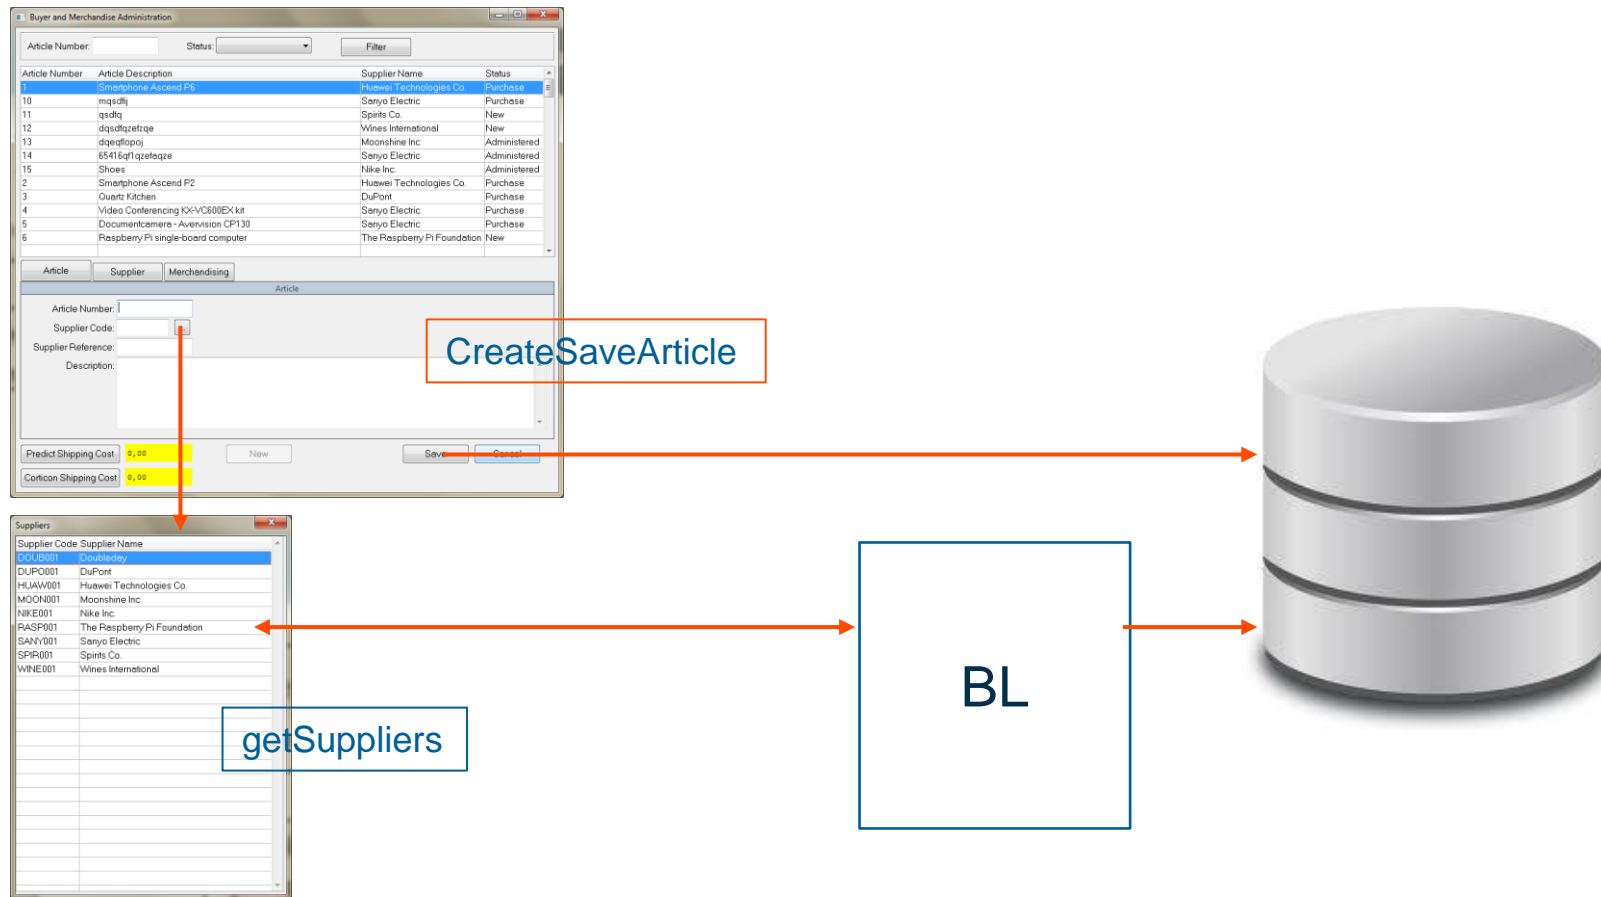 Buyer and Merchandise Administration
Article Number: Status: Filter
Article Number Article Description Supplier Name Status
1 Smartphone Ascend P6 Huawei Technologies Co. Purchase
10 mqsdfij Sanyo Electric Purchase
11 qsdfq Spirits Co. New
12 dqsdfqzefzqe Wines International New
13 dqeqflopoj Moonshine Inc Administered
14 65416qf1qzefaqze Sanyo Electric Administered
15 Shoes Nike Inc. Administered
2 Smartphone Ascend P2 Huawei Technologies Co. Purchase
3 Quartz Kitchen DuPont Purchase
4 Video Conferencing KX-VC600EX kit Sanyo Electric Purchase
5 Documentcamera - Avervision CP130 Sanyo Electric Purchase
6 Raspberry Pi single-board computer The Raspberry Pi Foundation New
Article Supplier Merchandising
Article
Article Number:
Supplier Code:
Supplier Reference:
Description:
CreateSaveArticle
Predict Shipping Cost 0,00 New Save Cancel
Corticon Shipping Cost 0,00
Suppliers
Supplier Code Supplier Name
DOUB001 Doubleday
DUPO001 DuPont
HUAW001 Huawei Technologies Co.
MOON001 Moonshine Inc
NIKE001 Nike Inc.
RASP001 The Raspberry Pi Foundation
SANY001 Sanyo Electric
SPIR001 Spirits Co.
WINE001 Wines International
BL
getSuppliers